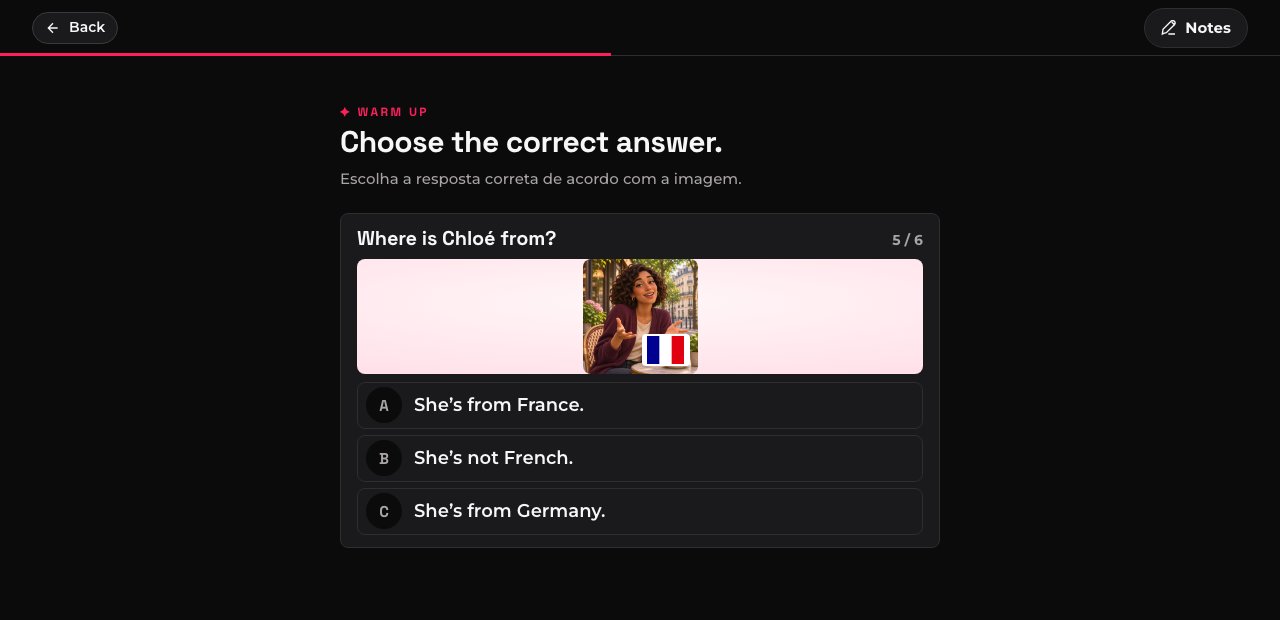 Back
Notes
WARM UP
Choose the correct answer.
Escolha a resposta correta de acordo com a imagem.
Where is Chloé from?
5 / 6
A
She’s from France.
B
She’s not French.
C
She’s from Germany.